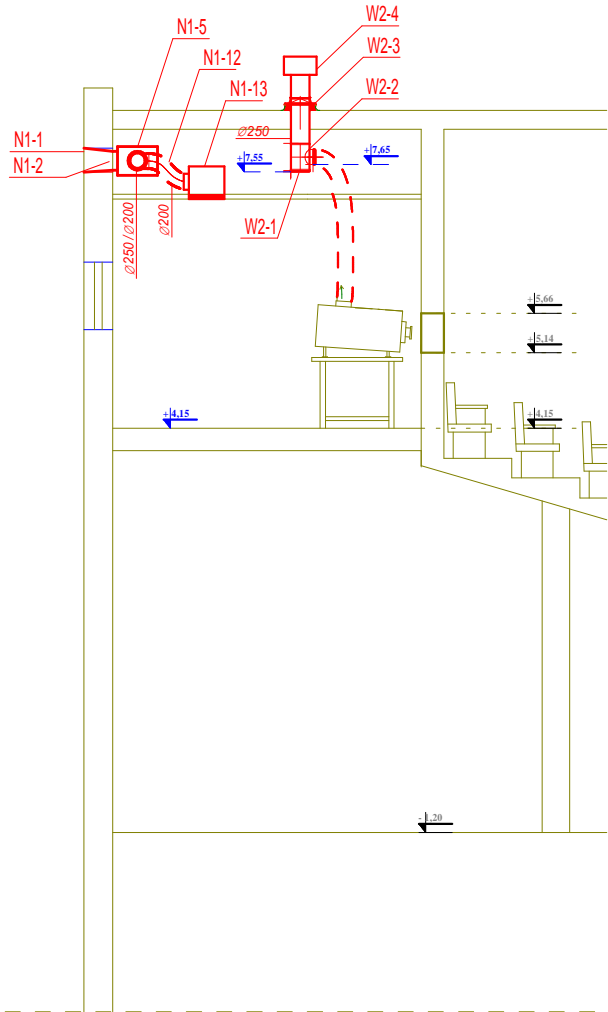 W2-4
N1-5
W2-3
N1-12
W2-2
N1-13
Ø250
N1-1
N1-2
+7,55
+7,65
Ø250/Ø200
Ø200
W2-1
+5,66
+5,14
+4,15
+4,15
- 1,20